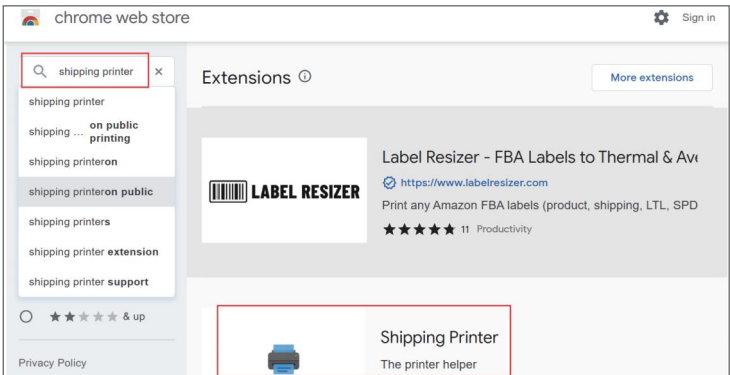 chrome web store
Sign in
shipping printer
shipping printer
shipping ... on public printing
shipping printeron
shipping printeron public
shipping printers
shipping printer extension
shipping printer support
& up
Privacy Policy
Extensions
More extensions
LABEL RESIZER
Label Resizer - FBA Labels to Thermal &
https://www.labelresizer.com
Print any Amazon FBA labels (product, shipping, LTL, SPD
11 Productivity
Shipping Printer
The printer helper